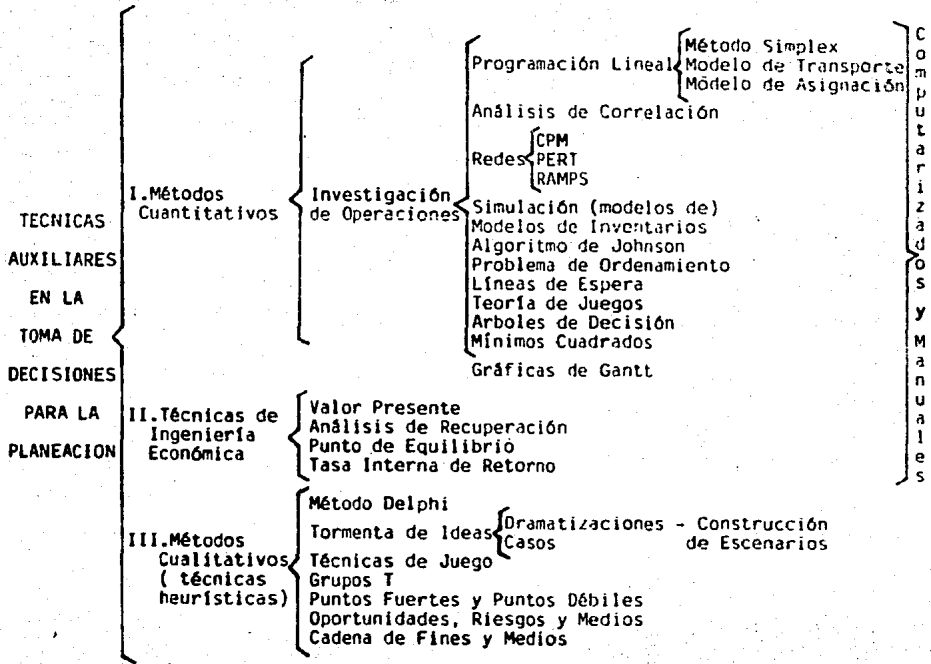 TECNICAS
AUXILIARES
EN LA
TOMA DE
DECISIONES
PARA LA
PLANEACION
I.Métodos
Cuantitativos
Investigación
de Operaciones
Programación Lineal
Método Simplex
Modelo de Transporte
Modelo de Asignación
Análisis de Correlación
Redes
CPM
PERT
RAMPS
Simulación (modelos de)
Modelos de Inventarios
Algoritmo de Johnson
Problema de Ordenamiento
Líneas de Espera
Teoría de Juegos
Arboles de Decisión
Mínimos Cuadrados
Gráficas de Gantt
II.Técnicas de
Ingeniería
Económica
Valor Presente
Análisis de Recuperación
Punto de Equilibrio
Tasa Interna de Retorno
Computarizados y Manuales
III.Métodos
Cualitativos
( técnicas
heurísticas)
Método Delphi
Tormenta de Ideas
Dramatizaciones - Construcción
Casos de Escenarios
Técnicas de Juego
Grupos T
Puntos Fuertes y Puntos Débiles
Oportunidades, Riesgos y Medios
Cadena de Fines y Medios